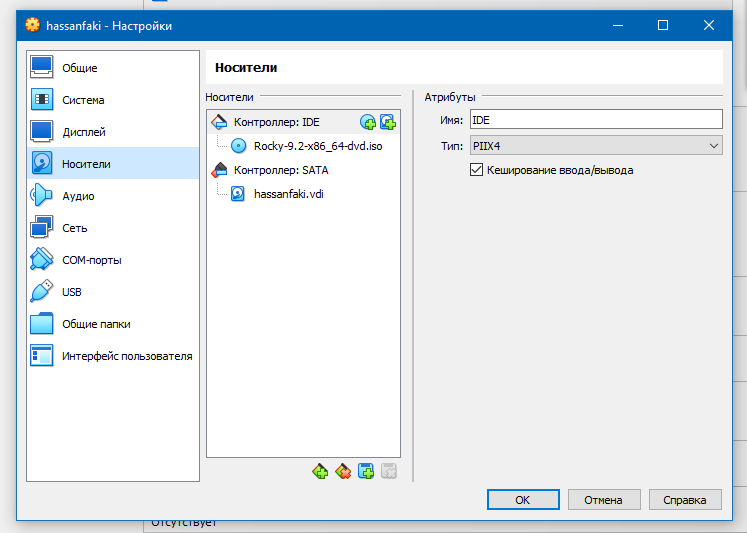 hassanfaki - Настройки
Общие
Система
Дисплей
Носители
Аудио
Сеть
COM-порты
USB
Общие папки
Интерфейс пользователя
Носители
Носители
Контроллер: IDE
Rocky-9.2-x86_64-dvd.iso
Контроллер: SATA
hassanfaki.vdi
Атрибуты
Имя: IDE
Тип: PIIX4
Кеширование ввода/вывода
OK
Отмена
Справка
Отсутствует